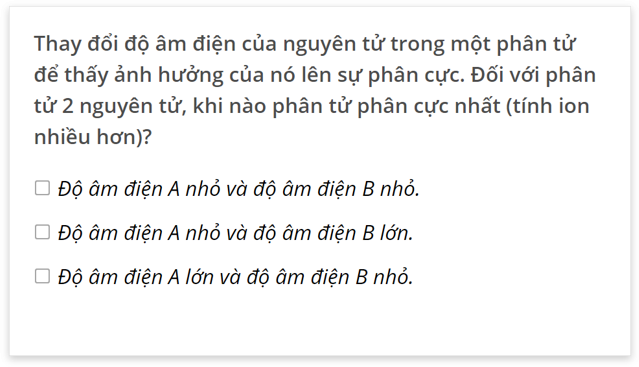 Thay đổi độ âm điện của nguyên tử trong một phân tử
để thấy ảnh hưởng của nó lên sự phân cực. Đối với phân
tử 2 nguyên tử, khi nào phân tử phân cực nhất (tính ion
nhiều hơn)?
Độ âm điện A nhỏ và độ âm điện B nhỏ.
Độ âm điện A nhỏ và độ âm điện B lớn.
Độ âm điện A lớn và độ âm điện B nhỏ.